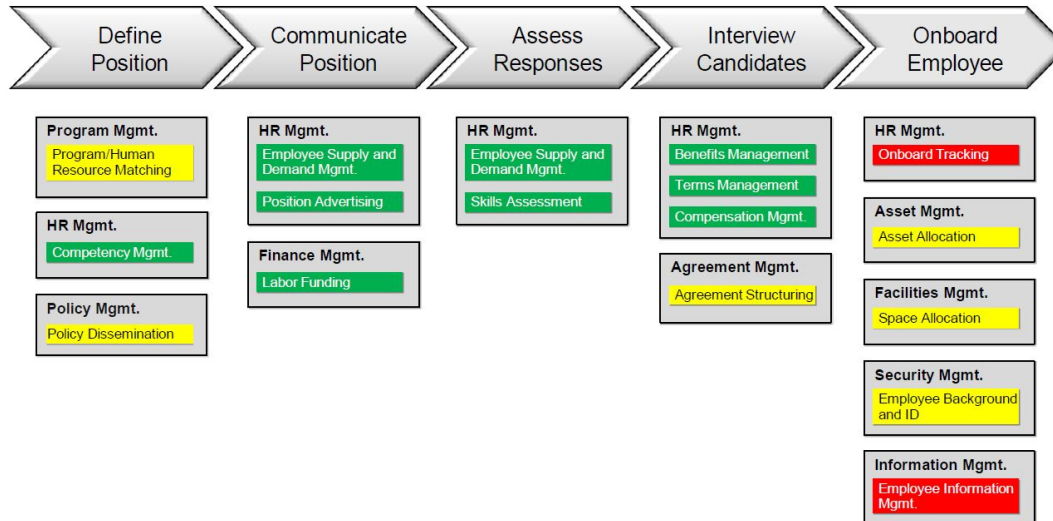 Define
Position
Communicate
Position
Assess
Responses
Interview
Candidates
Onboard
Employee
Program Mgmt.
Program/Human
Resource Matching
HR Mgmt.
Competency Mgmt.
Policy Mgmt.
Policy Dissemination
HR Mgmt.
Employee Supply and
Demand Mgmt.
Position Advertising
Finance Mgmt.
Labor Funding
HR Mgmt.
Employee Supply and
Demand Mgmt.
Skills Assessment
HR Mgmt.
Benefits Management
Terms Management
Compensation Mgmt.
Agreement Mgmt.
Agreement Structuring
HR Mgmt.
Onboard Tracking
Asset Mgmt.
Asset Allocation
Facilities Mgmt.
Space Allocation
Security Mgmt.
Employee Background
and ID
Information Mgmt.
Employee Information
Mgmt.